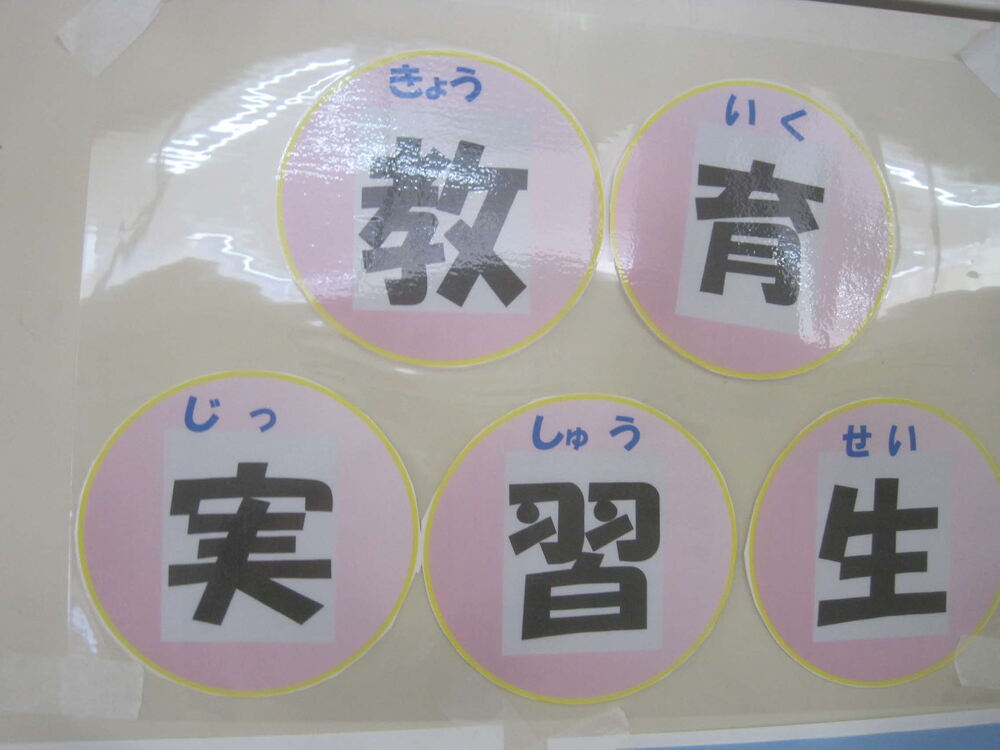 きょう いく
教育
じっ しゅう せい
実習生